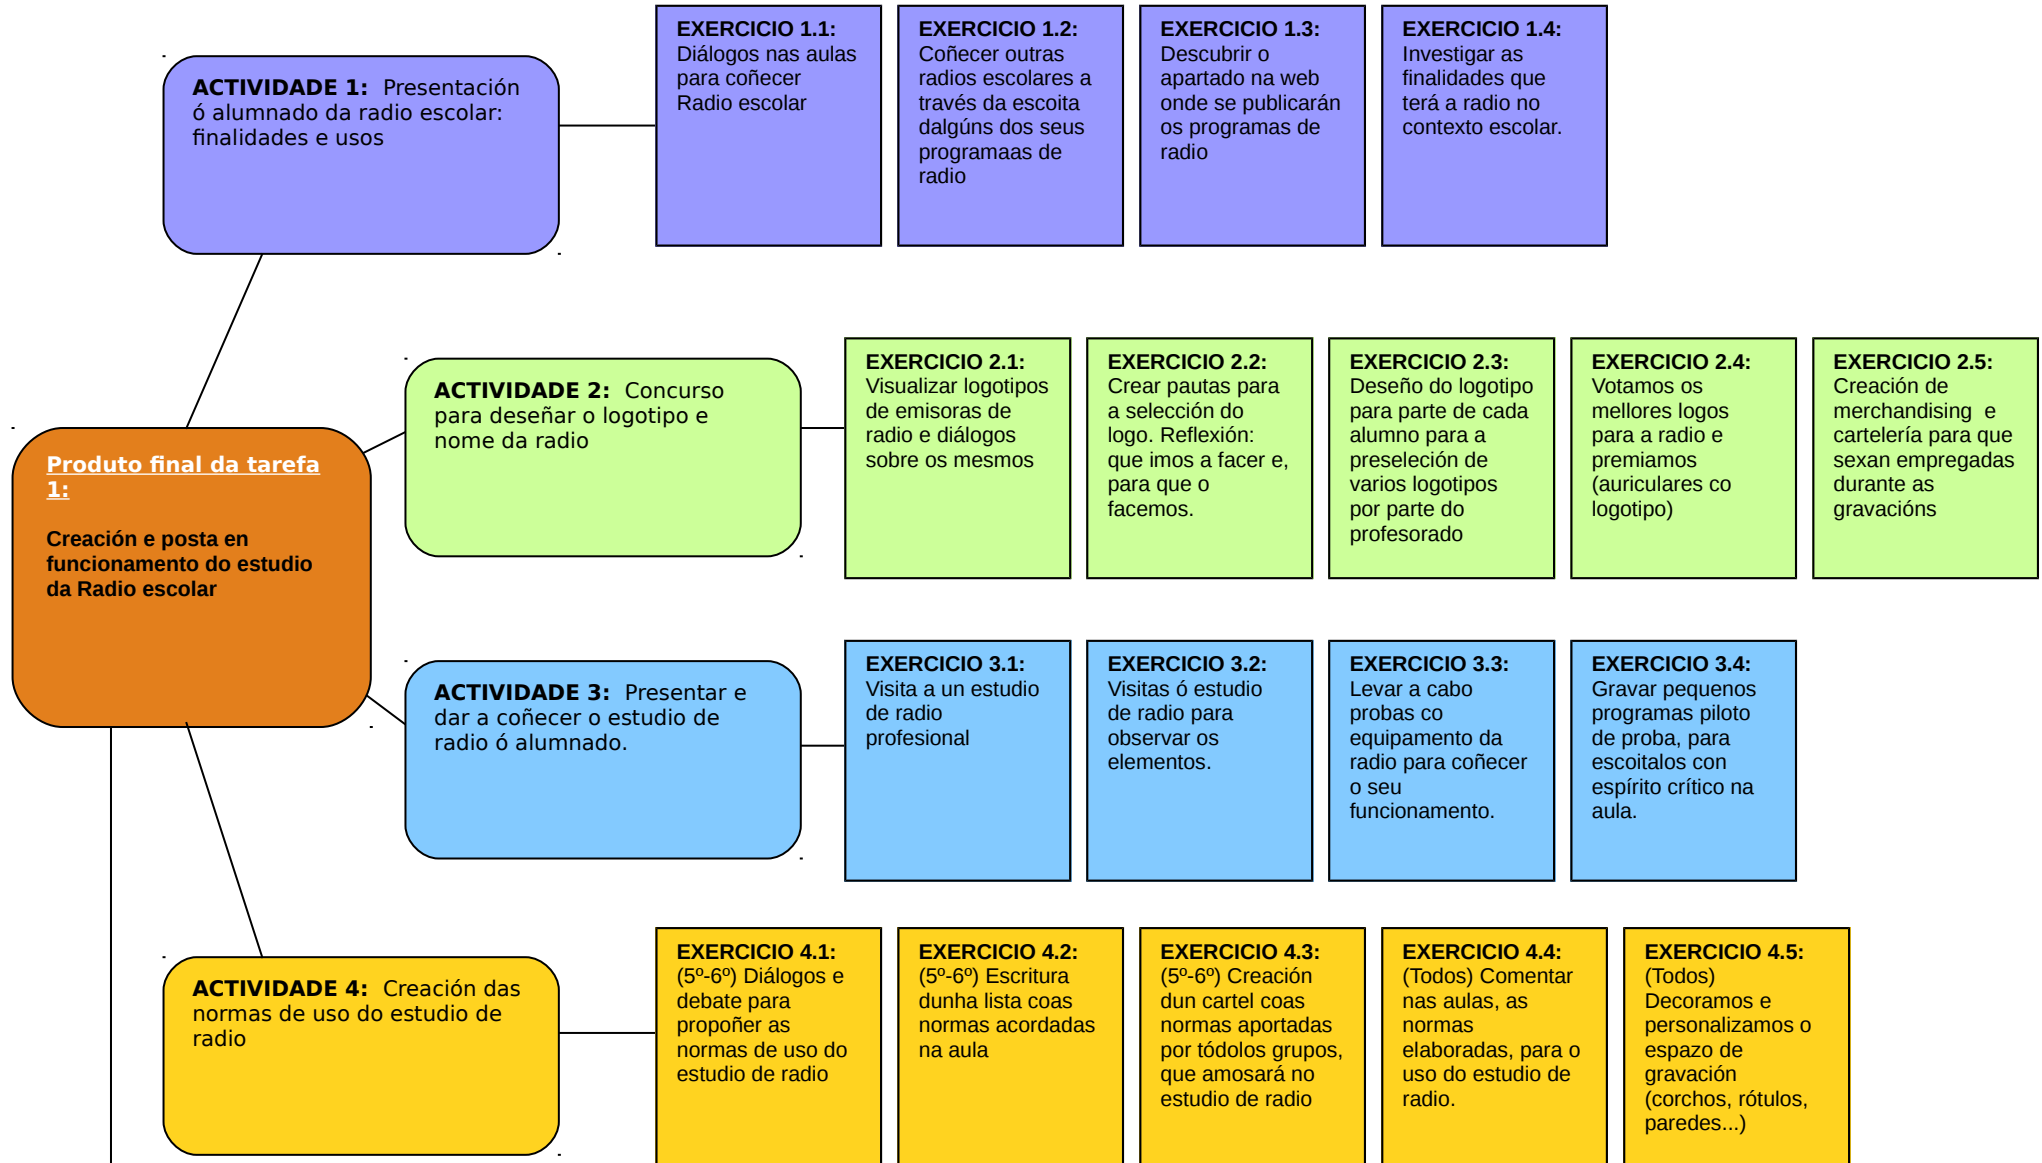 EXERCICIO 1.1:
Diálogos nas aulas
para coñecer
Radio escolar
EXERCICIO 1.2:
Coñecer outras
radios escolares a
través da escoita
dalgúns dos seus
programaas de
radio
EXERCICIO 1.3:
Descubrir o
apartado na web
onde se publicarán
os programas de
radio
EXERCICIO 1.4:
Investigar as
finalidades que
terá a radio no
contexto escolar.
ACTIVIDADE 1:  Presentación
ó alumnado da radio escolar:
finalidades e usos
ACTIVIDADE 2:  Concurso
para deseñar o logotipo e
nome da radio
EXERCICIO 2.1:
Visualizar logotipos
de emisoras de
radio e diálogos
sobre os mesmos
EXERCICIO 2.2:
Crear pautas para
a selección do
logo. Reflexión:
que imos a facer e,
para que o
facemos.
EXERCICIO 2.3:
Deseño do logotipo
para parte de cada
alumno para a
preseleción de
varios logotipos
por parte do
profesorado
EXERCICIO 2.4:
Votamos os
mellores logos
para a radio e
premiamos
(auriculares co
logotipo)
EXERCICIO 2.5:
Creación de
merchandising  e
cartelería para que
sexan empregadas
durante as
gravacións
Produto final da tarefa
1:
Creación e posta en
funcionamento do estudio
da Radio escolar
ACTIVIDADE 3:  Presentar e
dar a coñecer o estudio de
radio ó alumnado.
EXERCICIO 3.1:
Visita a un estudio
de radio
profesional
EXERCICIO 3.2:
Visitas ó estudio
de radio para
observar os
elementos.
EXERCICIO 3.3:
Levar a cabo
probas co
equipamento da
radio para coñecer
o seu
funcionamento.
EXERCICIO 3.4:
Gravar pequenos
programas piloto
de proba, para
escoitalos con
espírito crítico na
aula.
ACTIVIDADE 4:  Creación das
normas de uso do estudio de
radio
EXERCICIO 4.1:
(5º-6º) Diálogos e
debate para
propoñer as
normas de uso do
estudio de radio
EXERCICIO 4.2:
(5º-6º) Escritura
dunha lista coas
normas acordadas
na aula
EXERCICIO 4.3:
(5º-6º) Creación
dun cartel coas
normas aportadas
por tódolos grupos,
que amosará no
estudio de radio
EXERCICIO 4.4:
(Todos) Comentar
nas aulas, as
normas
elaboradas, para o
uso do estudio de
radio.
EXERCICIO 4.5:
(Todos)
Decoramos e
personalizamos o
espazo de
gravación
(corchos, rótulos,
paredes...)